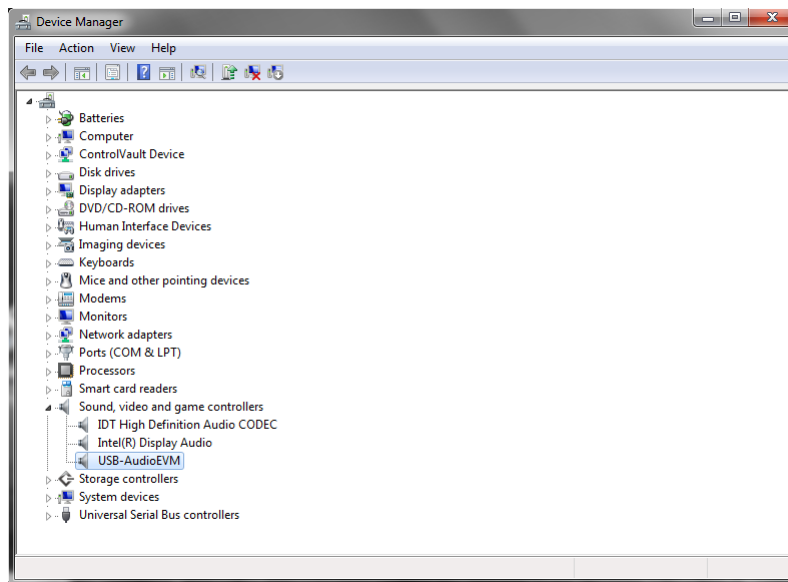 Device Manager
File Action View Help
Batteries
Computer
ControlVault Device
Disk drives
Display adapters
DVD/CD-ROM drives
Human Interface Devices
Imaging devices
Keyboards
Mice and other pointing devices
Modems
Monitors
Network adapters
Ports (COM & LPT)
Processors
Smart card readers
Sound, video and game controllers
IDT High Definition Audio CODEC
Intel(R) Display Audio
USB-AudioEVM
Storage controllers
System devices
Universal Serial Bus controllers